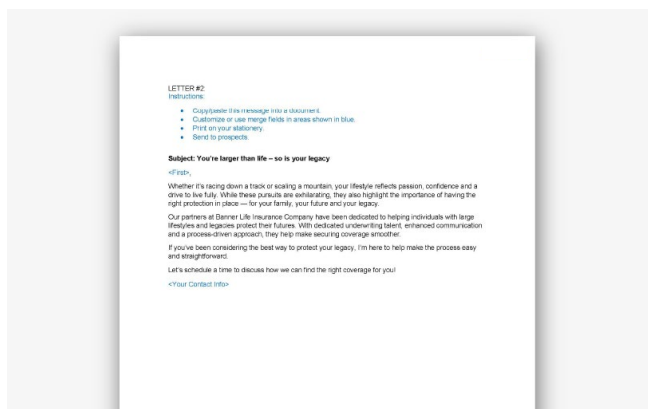 LETTER #2
Instructions:
• Copy/paste this message into a document.
• Customize or use merge fields in areas shown in blue.
• Print on your stationery.
• Send to prospects.
Subject: You're larger than life – so is your legacy
<First>,
Whether it's racing down a track or scaling a mountain, your lifestyle reflects passion, confidence and a
drive to live fully. While these pursuits are exhilarating, they also highlight the importance of having the
right protection in place — for your family, your future and your legacy.
Our partners at Banner Life Insurance Company have been dedicated to helping individuals with large
lifestyles and legacies protect their futures. With dedicated underwriting talent, enhanced communication
and a process-driven approach, they help make securing coverage smoother.
If you've been considering the best way to protect your legacy, I'm here to help make the process easy
and straightforward.
Let's schedule a time to discuss how we can find the right coverage for you!
<Your Contact Info>